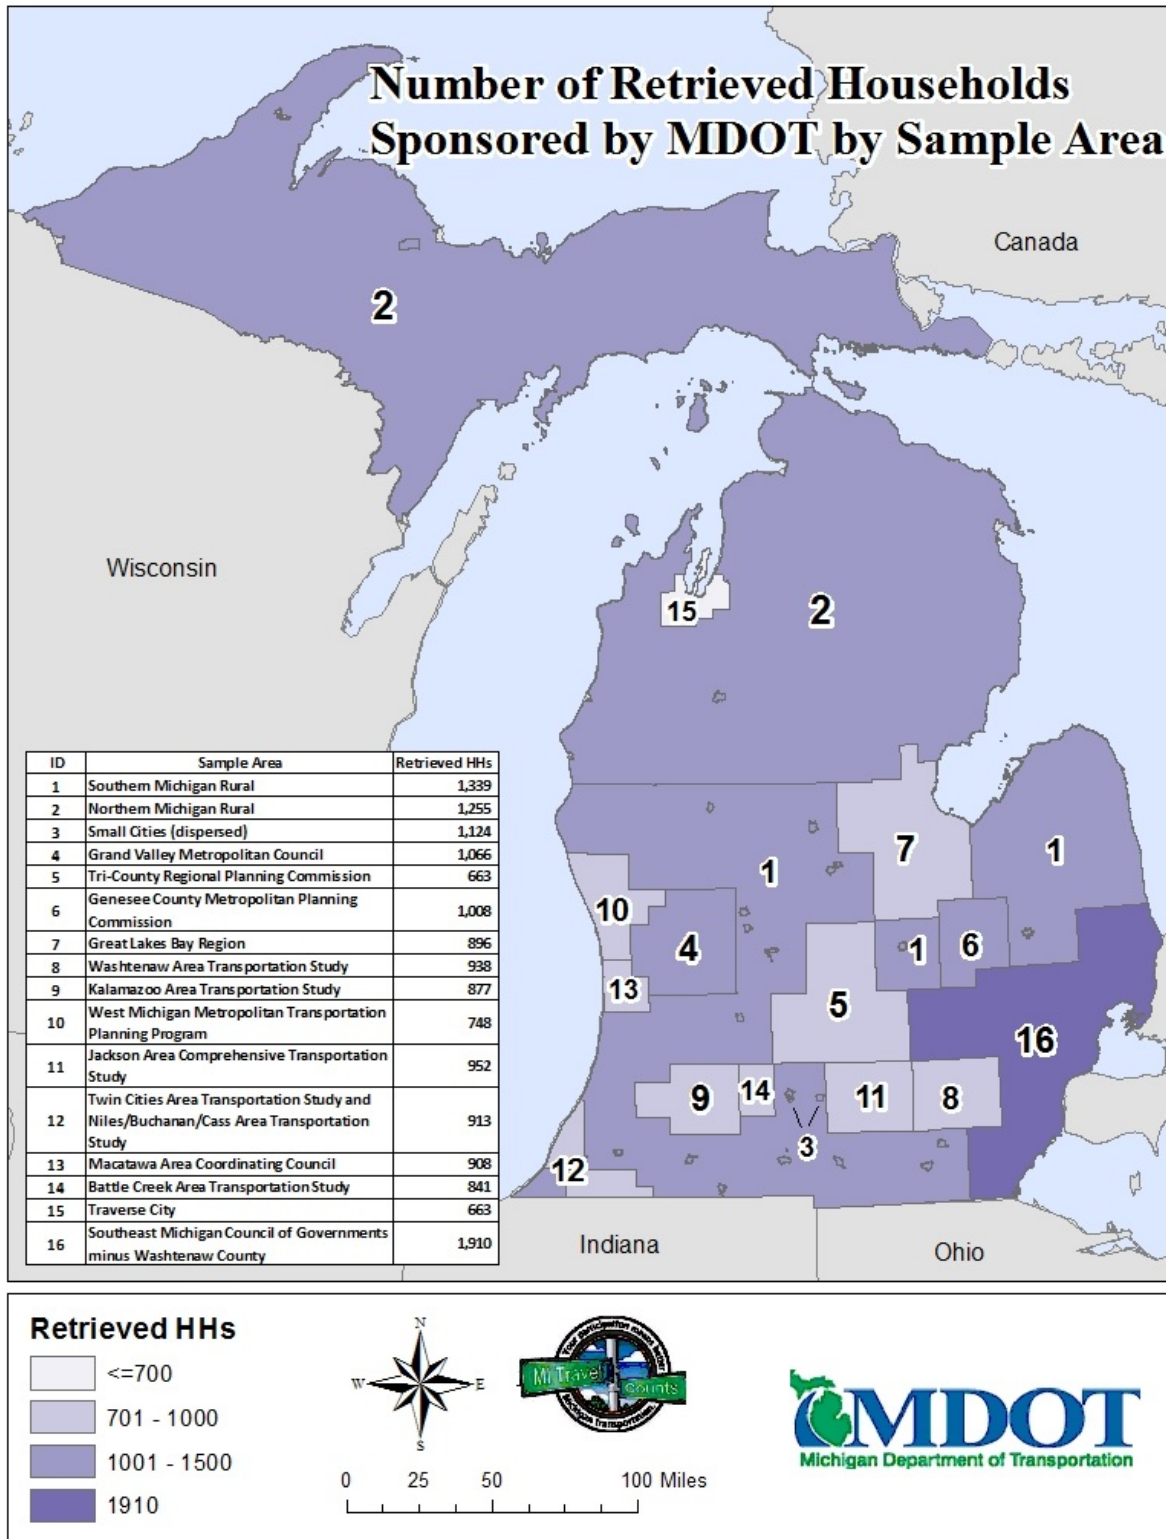 Number of Retrieved Households
Sponsored by MDOT by Sample Area
Canada
2
Wisconsin
15
2
ID Sample Area Retrieved HHs
1 Southern Michigan Rural 1,339
2 Northern Michigan Rural 1,255
3 Small Cities (dispersed) 1,124
4 Grand Valley Metropolitan Council 1,066
5 Tri-County Regional Planning Commission 663
6 Genesee County Metropolitan Planning
Commission 1,008
7 Great Lakes Bay Region 896
8 Washtenaw Area Transportation Study 938
9 Kalamazoo Area Transportation Study 877
10 West Michigan Metropolitan Transportation
Planning Program 748
11 Jackson Area Comprehensive Transportation
Study 952
12 Twin Cities Area Transportation Study and
Niles/Buchanan/Cass Area Transportation
Study 913
13 Macatawa Area Coordinating Council 908
14 Battle Creek Area Transportation Study 841
15 Traverse City 663
16 Southeast Michigan Council of Governments
minus Washtenaw County 1,910
7
1
1
10
4
1
6
13
5
16
9
14
11
8
3
12
Indiana
Ohio
Retrieved HHs
<=700
701 - 1000
1001 - 1500
1910
N
W
E
S
0 25 50 100 Miles
Your participation means better
MI Travel
Counts
Michigan Transportation
MDOT
Michigan Department of Transportation